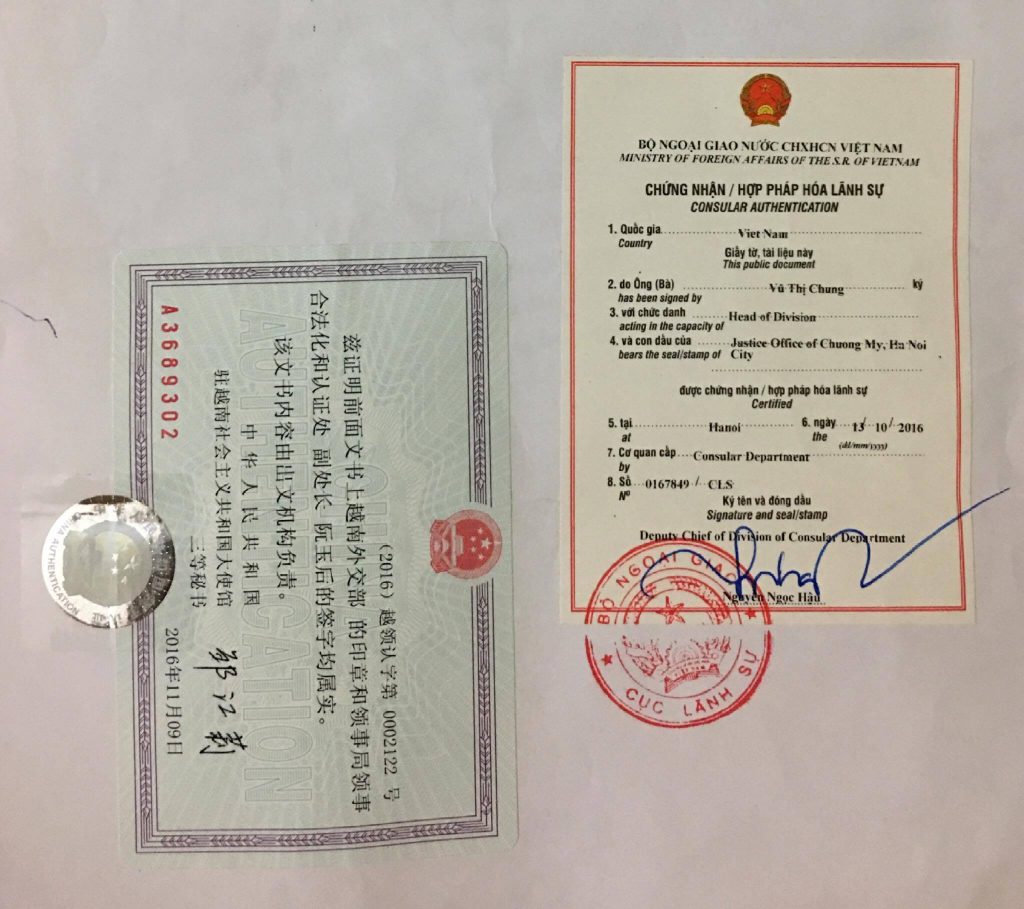 BỘ NGOẠI GIAO NƯỚC CHXHCN VIỆT NAM
MINISTRY OF FOREIGN AFFAIRS OF THE S.R. OF VIETNAM
CHỨNG NHẬN / HỢP PHÁP HÓA LÃNH SỰ
CONSULAR AUTHENTICATION
1. Quốc gia Viet Nam
Country
Giấy tờ, tài liệu này
This public document
2. do Ông (Bà) Vũ Thị Chung ký
has been signed by
3. với chức danh Head of Division
acting in the capacity of
4. và con dấu của Justice Office of Chuong My, Ha Noi
bears the seal/stamp of City
được chứng nhận / hợp pháp hóa lãnh sự
Certified
5. tại Hanoi 6. ngày 13 / 10 / 2016
at the (dd/mm/yyyy)
7. Cơ quan cấp Consular Department
by
8. Số 0167849 / CLS
Nº
Ký tên và đóng dấu
Signature and seal/stamp
Deputy Chief of Division of Consular Department
Nguyễn Ngọc Hậu
BỘ NGOẠI GIAO
CỤC LÃNH SỰ
(2016) 越领认字第 0002122 号
兹证明前面文书上越南外交部 的印章和领事局领事
合法化和认证处 副处长 阮玉后的签字均属实。
该文书内容由出文机构负责。
中华人民共和国
驻越南社会主义共和国大使馆
三等秘书 邹江莉
2016年11月09日
A3689302
AUTHENTICATION
AUTHENTICATION